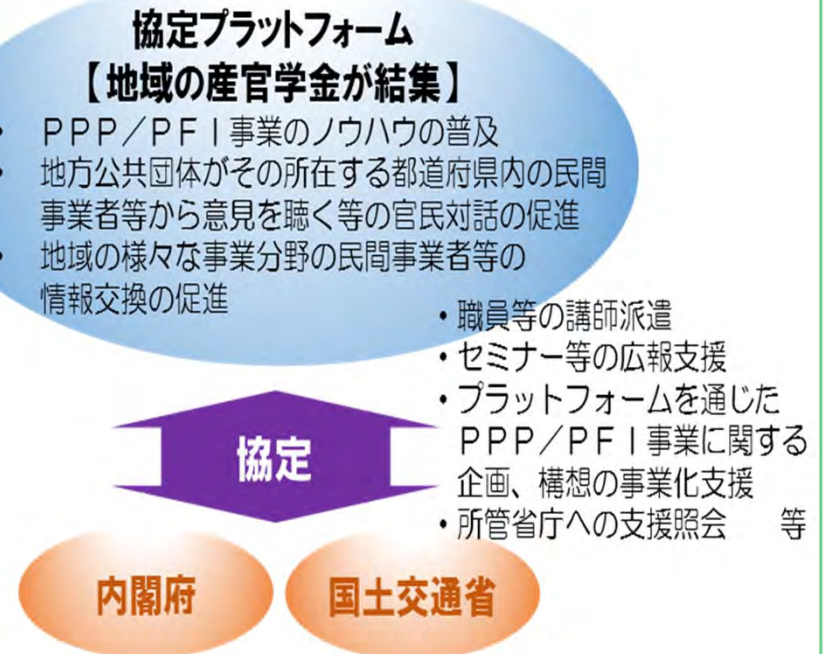 協定プラットフォーム
【地域の産官学金が結集】
• ＰＰＰ／ＰＦＩ事業のノウハウの普及
• 地方公共団体がその所在する都道府県内の民間
事業者等から意見を聴く等の官民対話の促進
• 地域の様々な事業分野の民間事業者等の
情報交換の促進
• 職員等の講師派遣
• セミナー等の広報支援
• プラットフォームを通じた
ＰＰＰ／ＰＦＩ事業に関する
企画、構想の事業化支援
• 所管省庁への支援照会　等
協定
内閣府
国土交通省